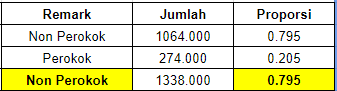 Remark Jumlah Proporsi
Non Perokok 1064.000 0.795
Perokok 274.000 0.205
Non Perokok 1338.000 0.795